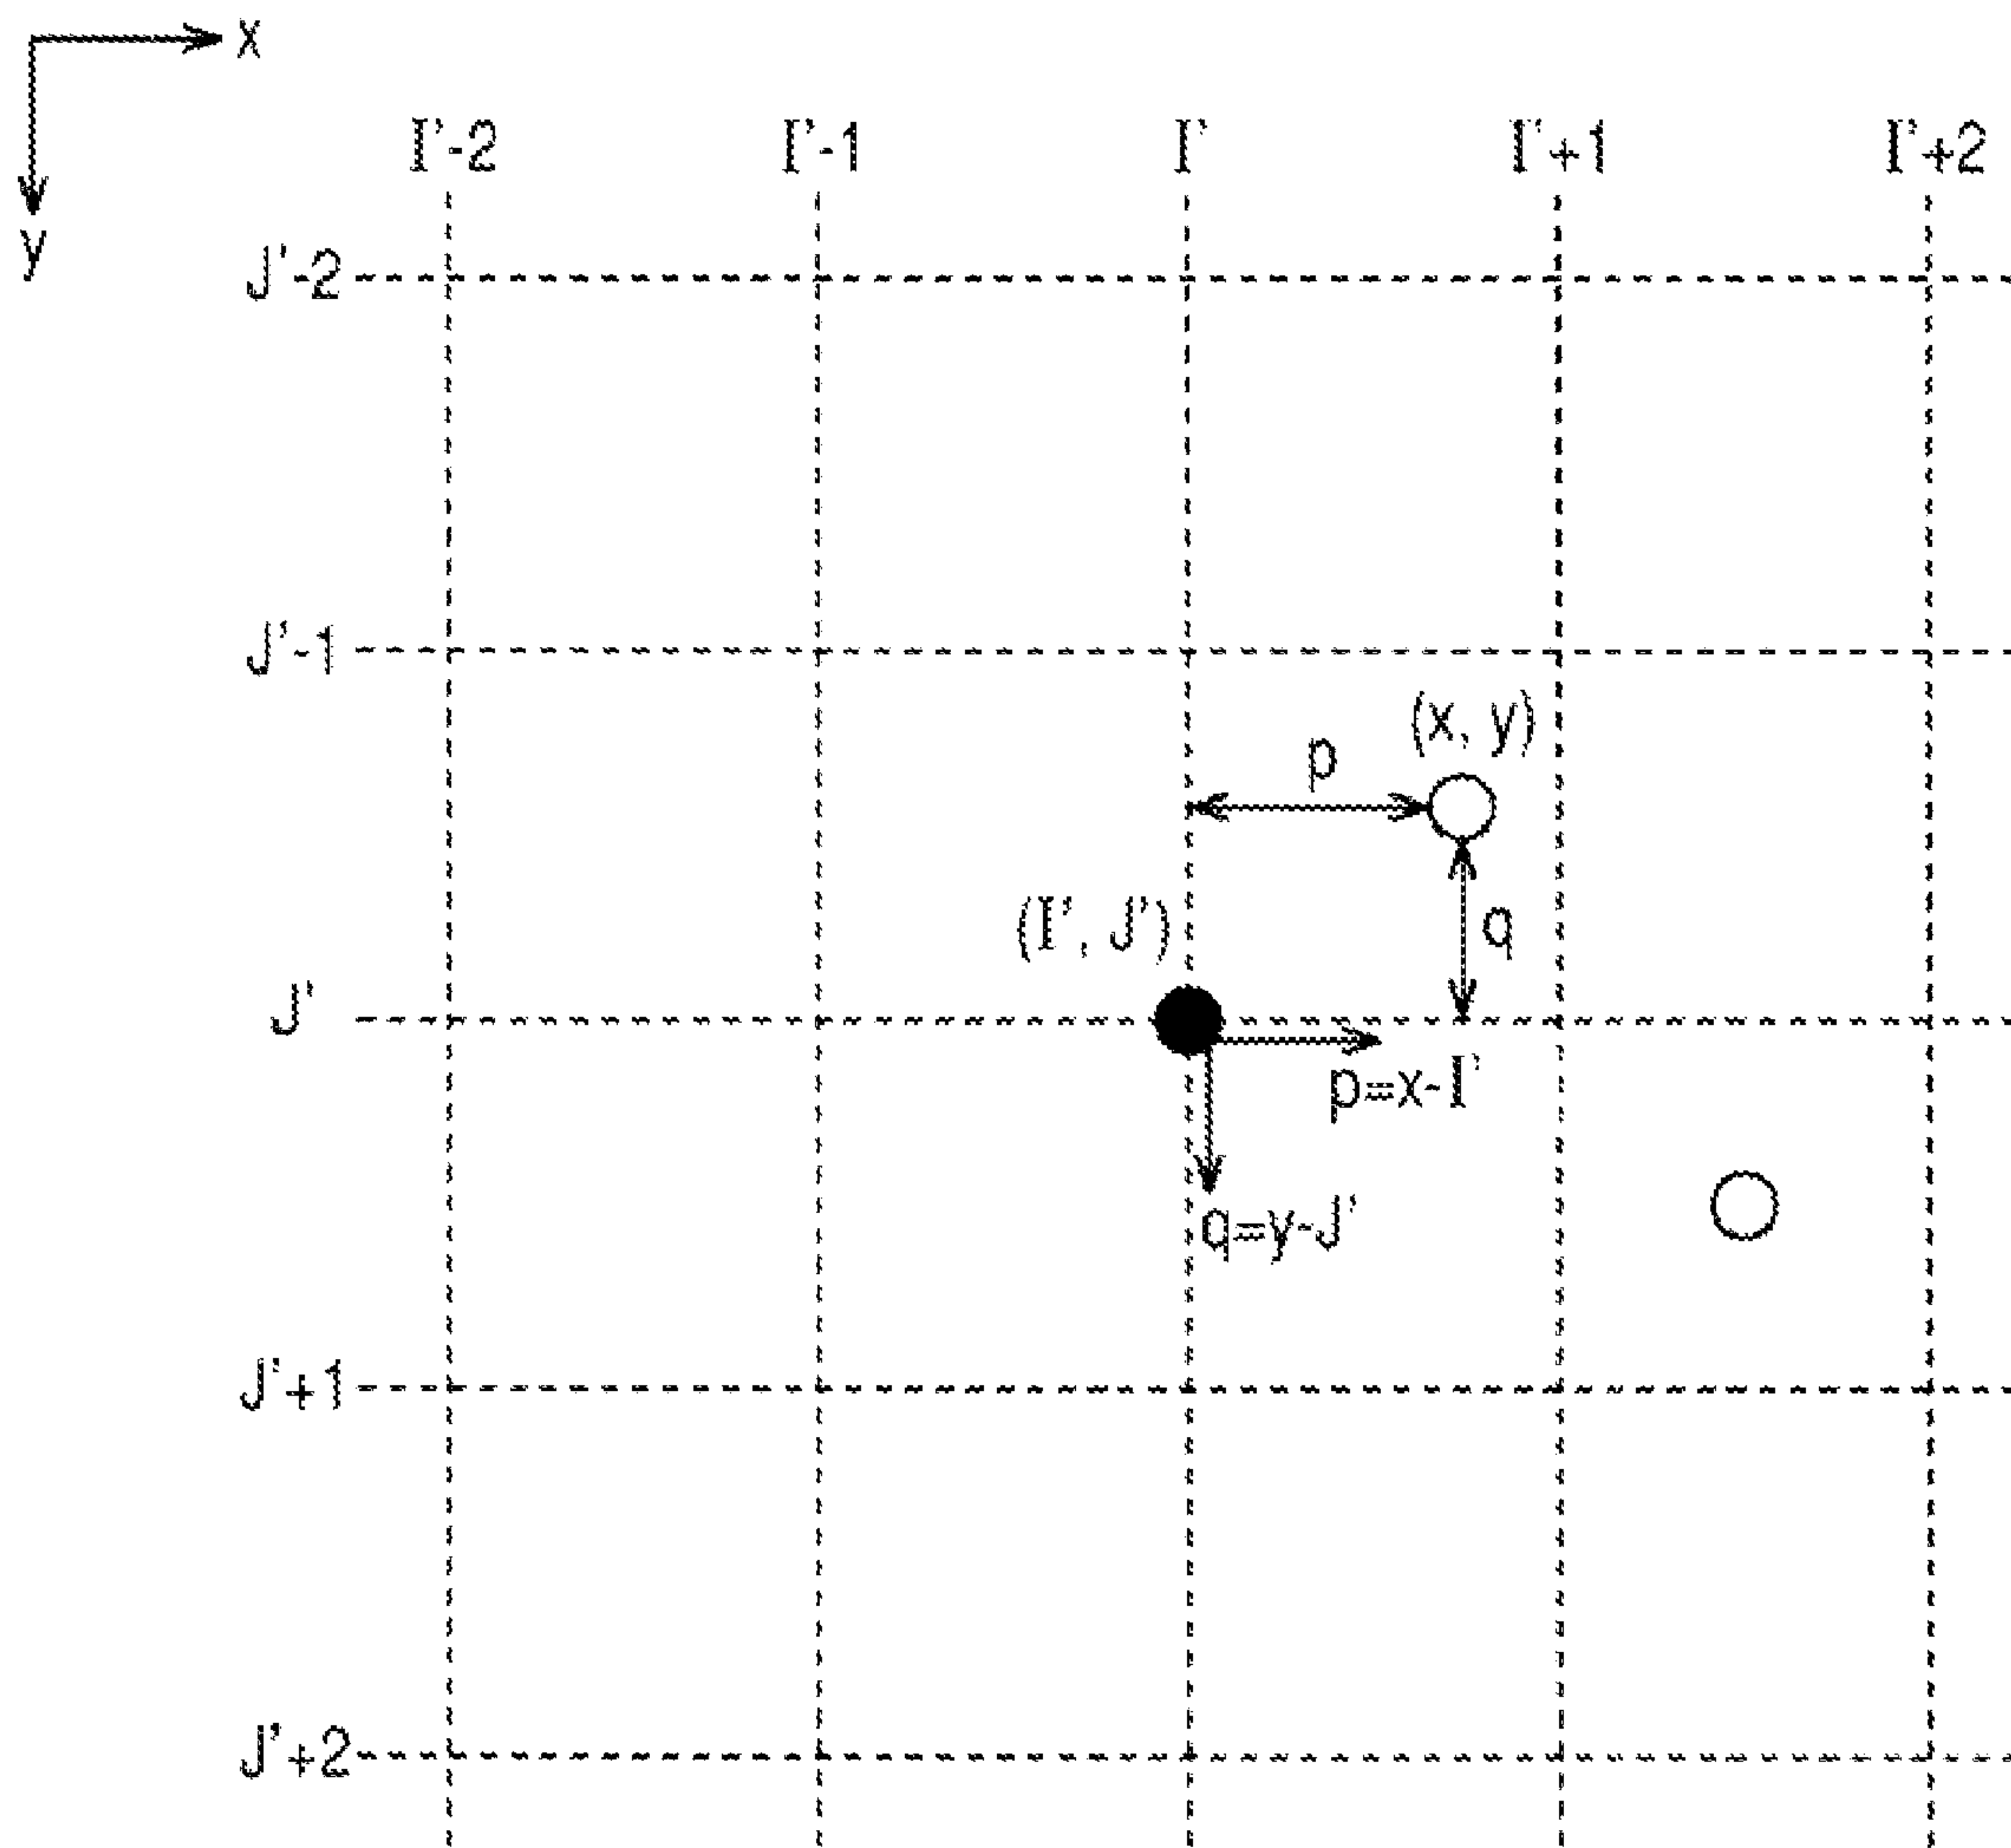 x
y
I'-2 I'-1 I' I'+1 I'+2
J'-2
J'-1
(x, y)
p
(I', J')
q
J'
p=x-I'
q=y-J'
J'+1
J'+2